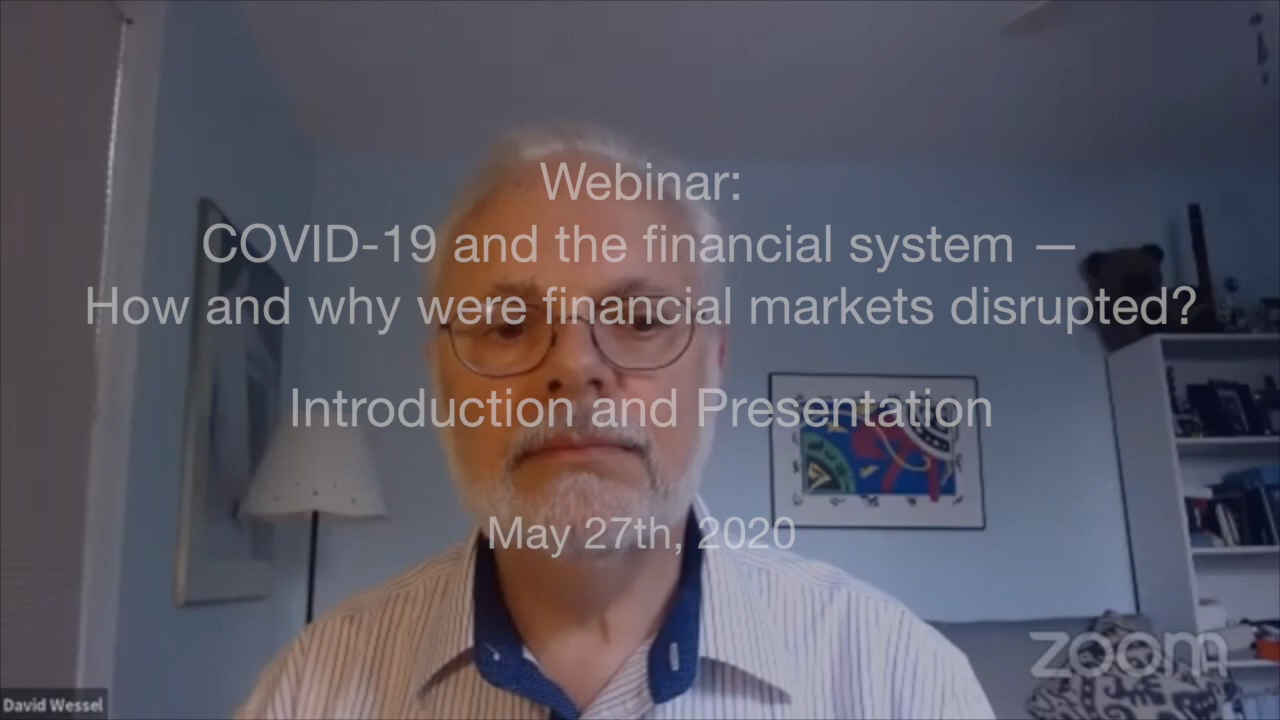 Webinar:
COVID-19 and the financial system —
How and why were financial markets disrupted?
Introduction and Presentation
May 27th, 2020
zoom
David Wessel